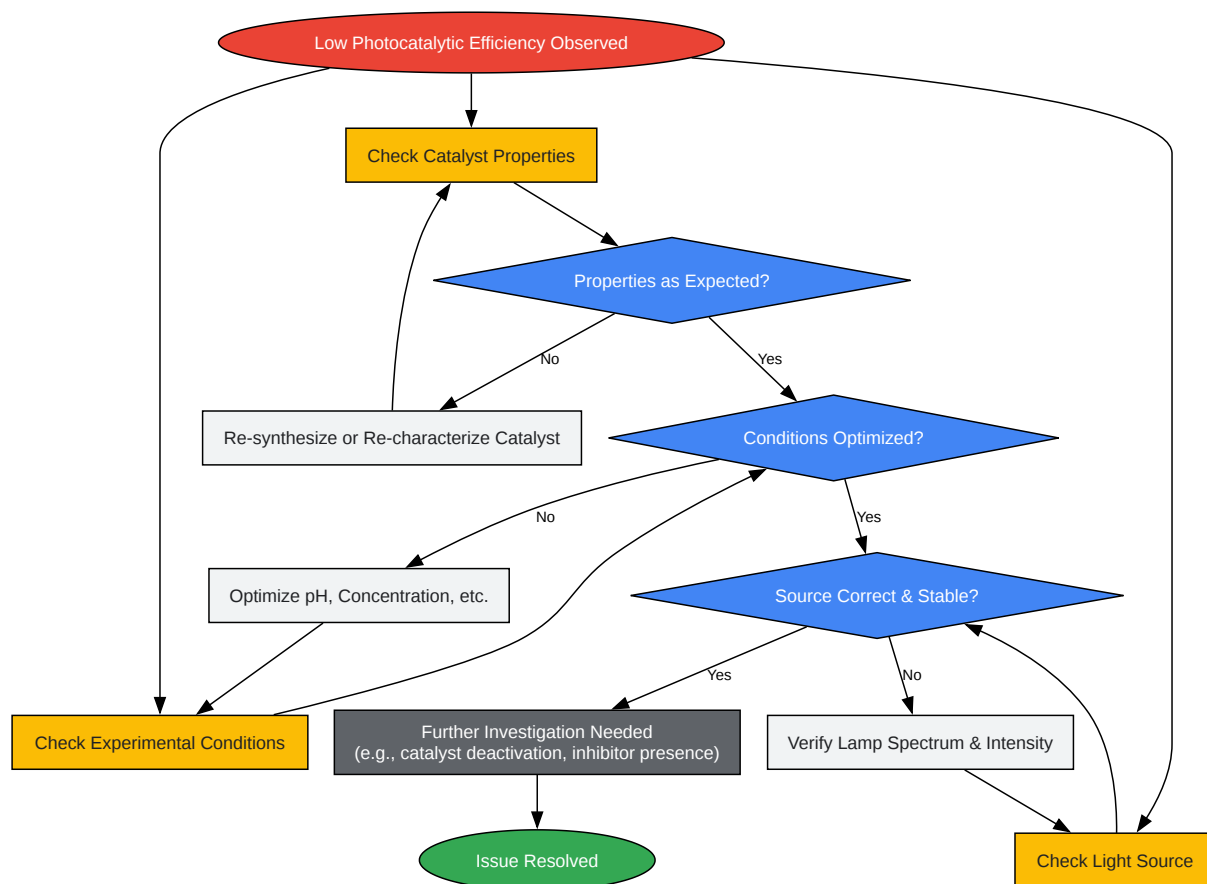 Low Photocatalytic Efficiency Observed
Check Catalyst Properties
Properties as Expected?
No
Yes
Re-synthesize or Re-characterize Catalyst
Conditions Optimized?
No
Yes
Optimize pH, Concentration, etc.
Source Correct & Stable?
Yes
No
Check Experimental Conditions
Further Investigation Needed
(e.g., catalyst deactivation, inhibitor presence)
Verify Lamp Spectrum & Intensity
Issue Resolved
Check Light Source